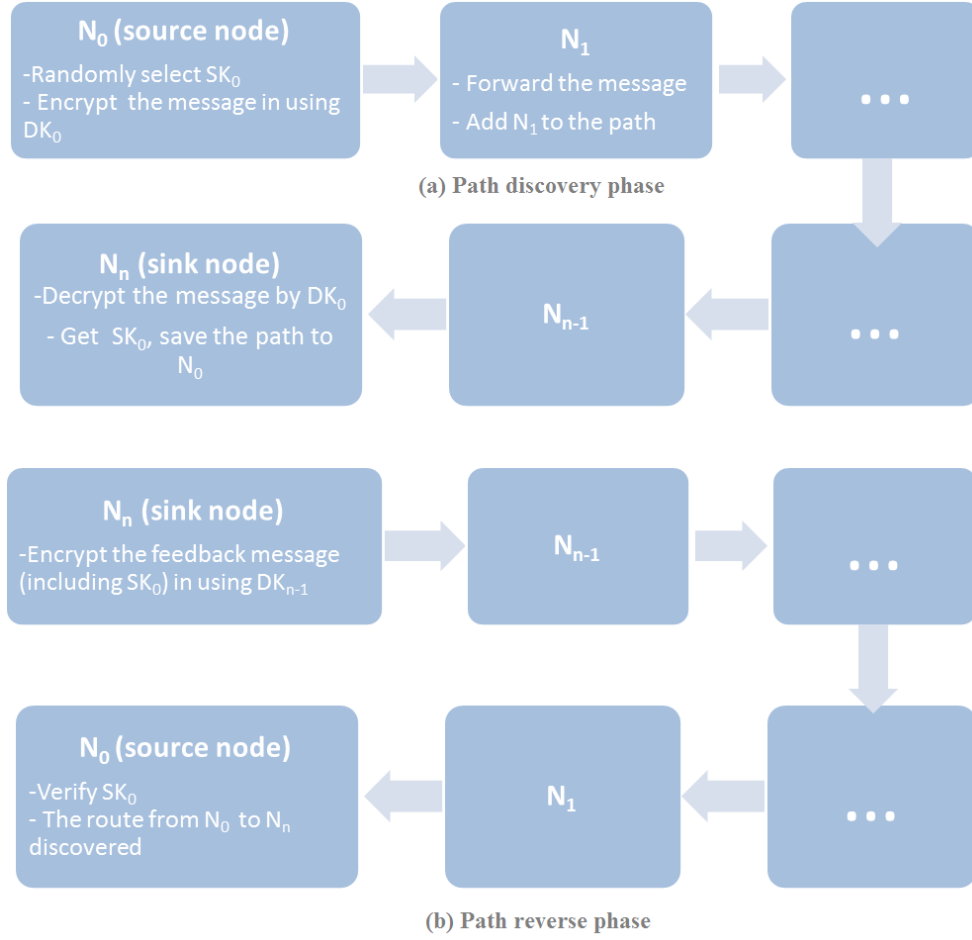 N₀ (source node)
-Randomly select SK₀
- Encrypt the message in using
DK₀
N₁
- Forward the message
- Add N₁ to the path
...
(a) Path discovery phase
Nₙ (sink node)
-Decrypt the message by DK₀
- Get SK₀, save the path to
N₀
Nₙ₋₁
...
Nₙ (sink node)
-Encrypt the feedback message
(including SK₀) in using DKₙ₋₁
Nₙ₋₁
...
N₀ (source node)
-Verify SK₀
- The route from N₀ to Nₙ
discovered
N₁
...
(b) Path reverse phase